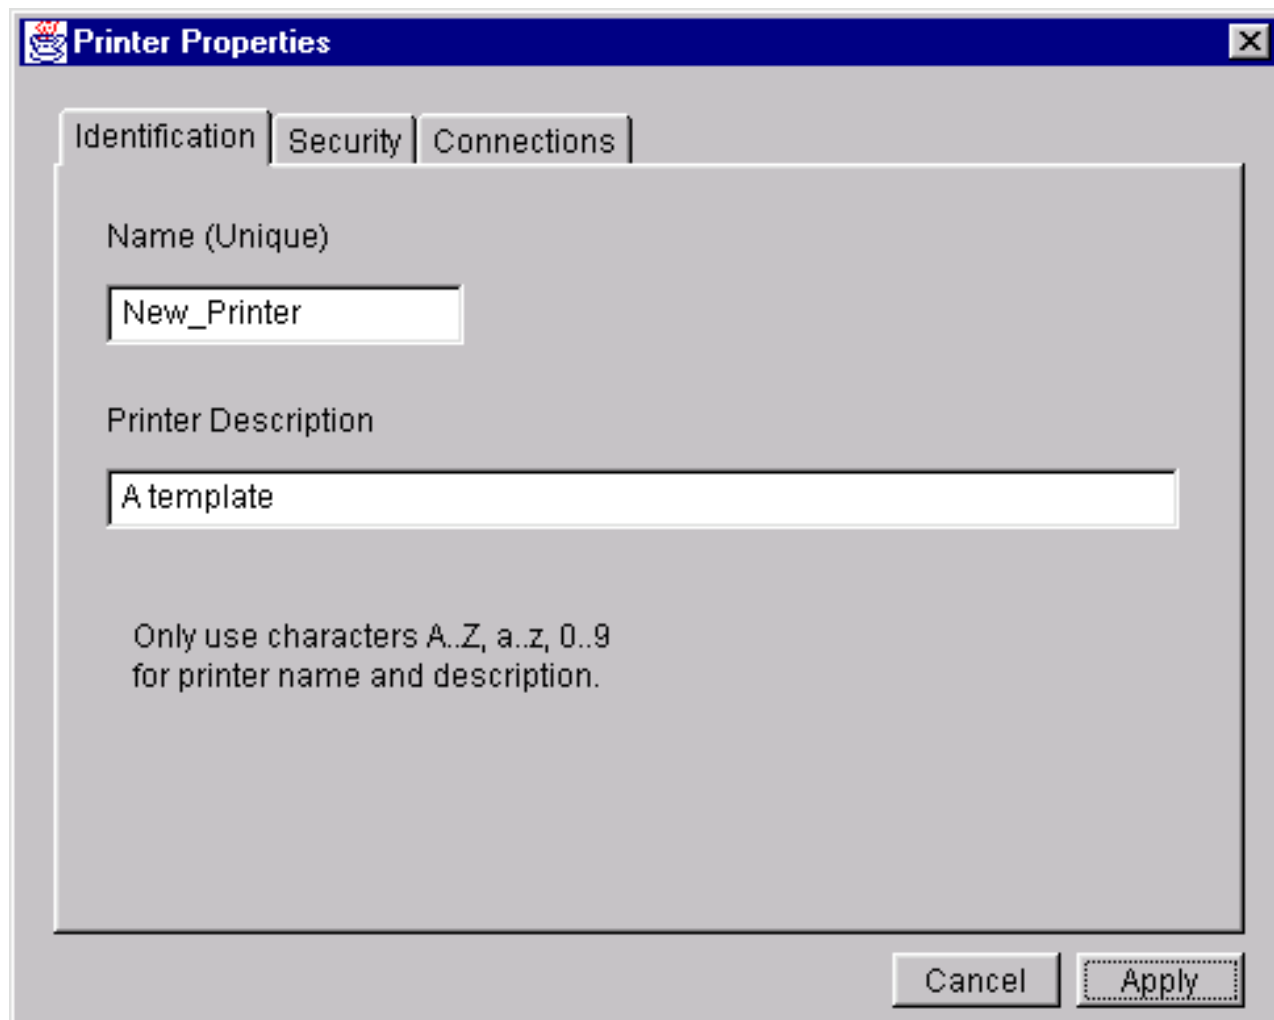 Printer Properties
Identification Security Connections
Name (Unique)
New_Printer
Printer Description
A template
Only use characters A..Z, a..z, 0..9
for printer name and description.
Cancel Apply